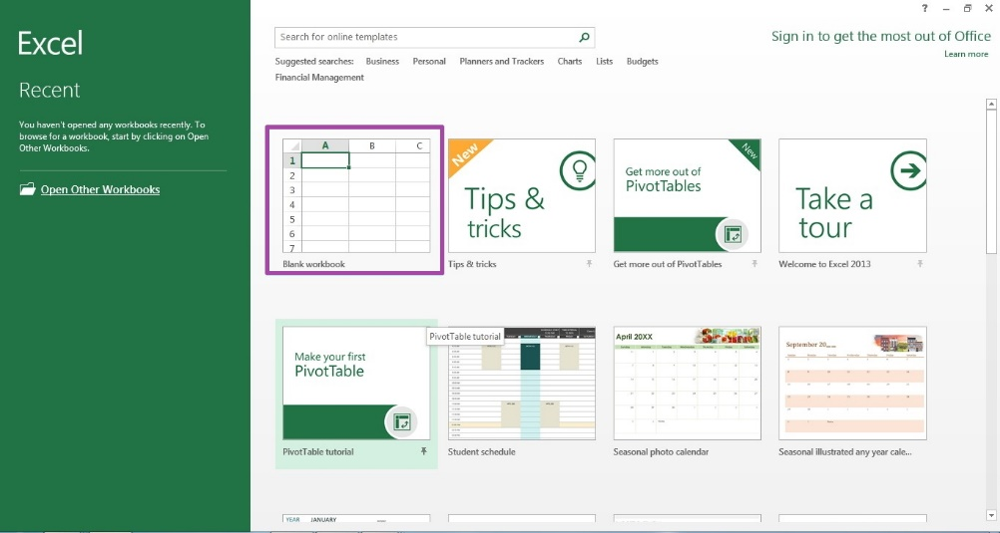 ?
Excel
Recent
You haven't opened any workbooks recently. To
browse for a workbook, start by clicking on Open
Other Workbooks.
Open Other Workbooks
Search for online templates
Suggested searches: Business Personal Planners and Trackers Charts Lists Budgets
Financial Management
Sign in to get the most out of Office
Learn more
A B C
1
2
3
4
5
6
7
Blank workbook
New
Tips &
tricks
Tips & tricks
New
Get more out of
PivotTables
Get more out of PivotTables
Take a
tour
Welcome to Excel 2013
Make your first
PivotTable
PivotTable tutorial
PivotTable tutorial
Student schedule
April 20XX
Seasonal photo calendar
September 20
Seasonal illustrated any year cale...
YEAR JANUARY